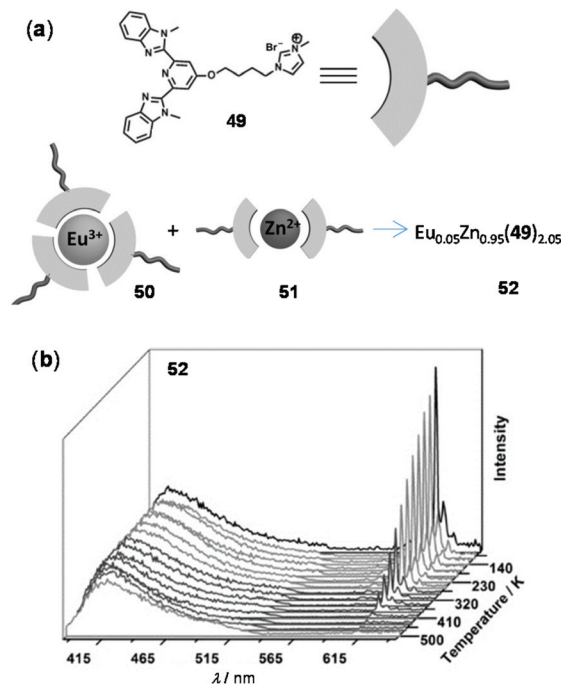 (a)
N
N
N
N
N
O
Br⁻
N
⊕
N
49
Eu³⁺
+
Zn²⁺
Eu₀.₀₅Zn₀.₉₅(49)₂.₀₅
50
51
52
(b)
52
Intensity
140
230
320
410
500
Temperature / K
415
465
515
565
615
λ / nm